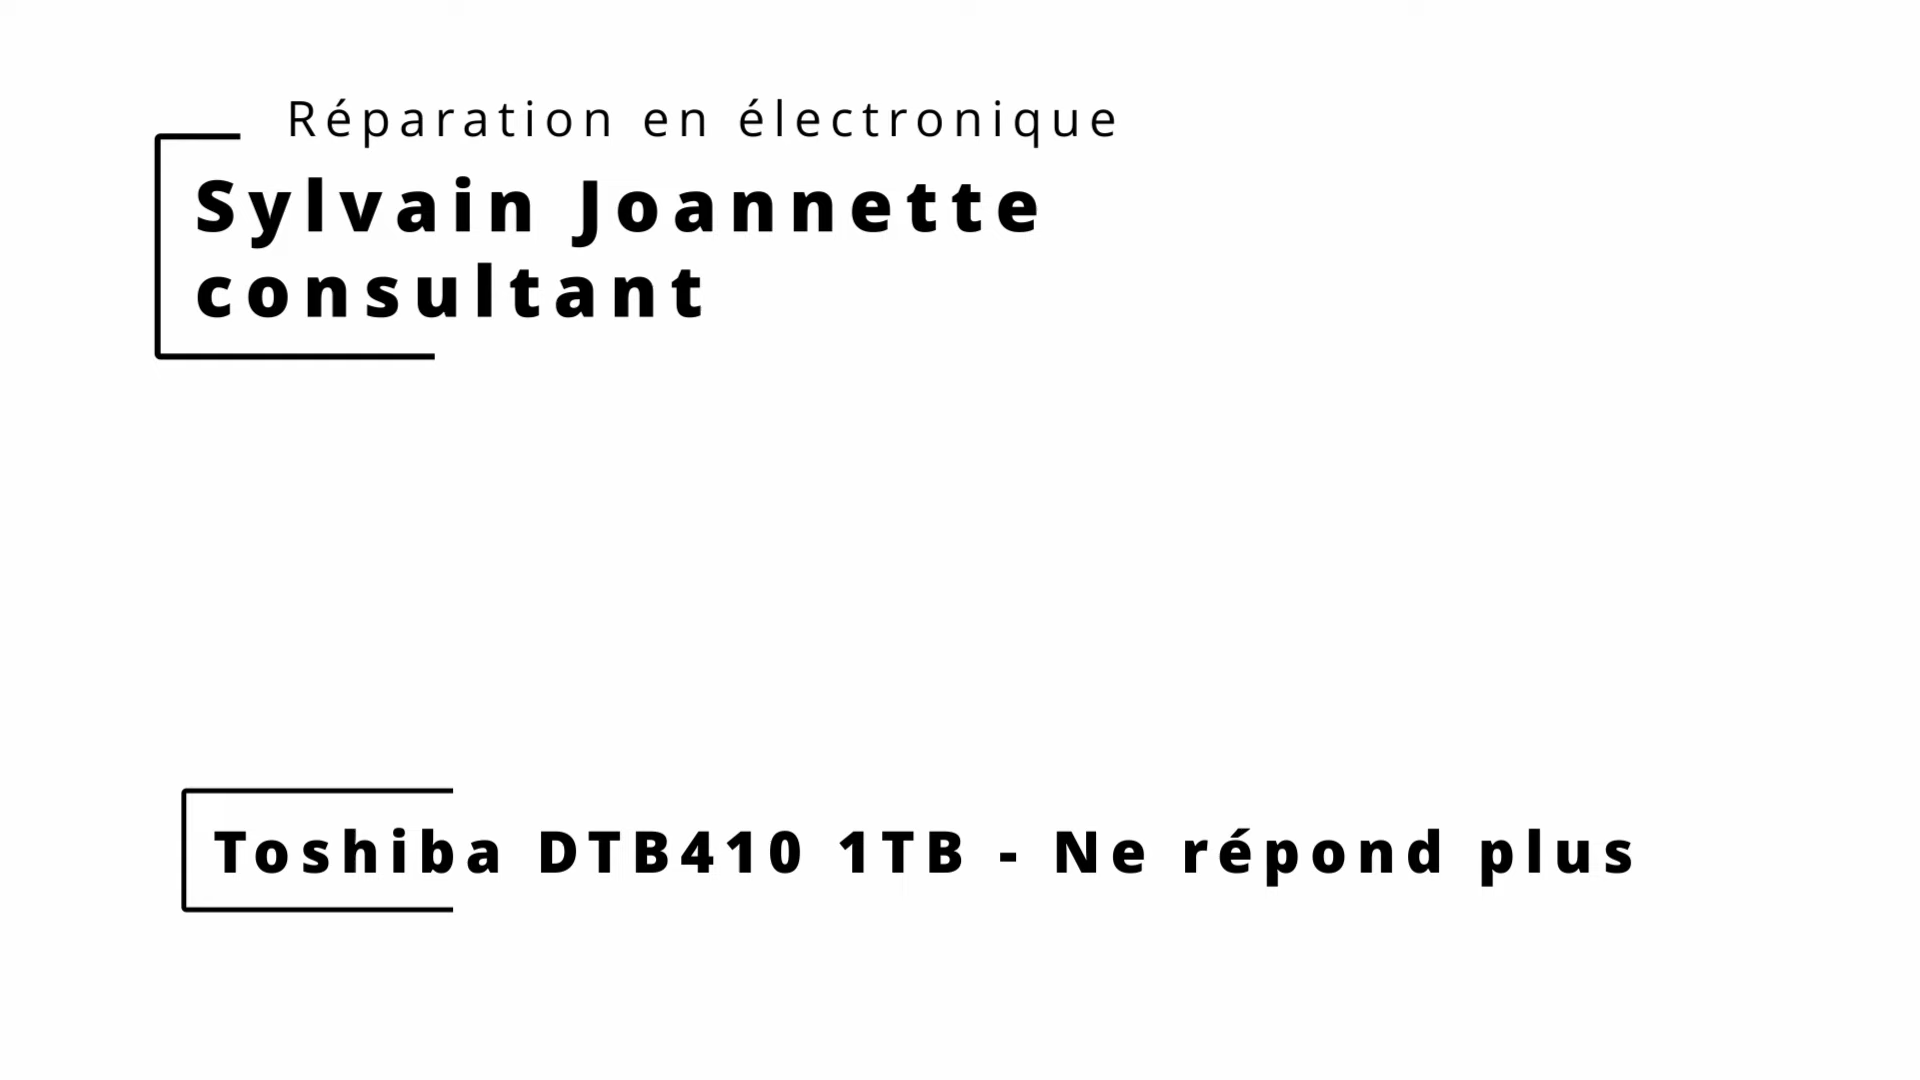 Réparation en électronique
Sylvain Joannette
consultant
Toshiba DTB410 1TB - Ne répond plus